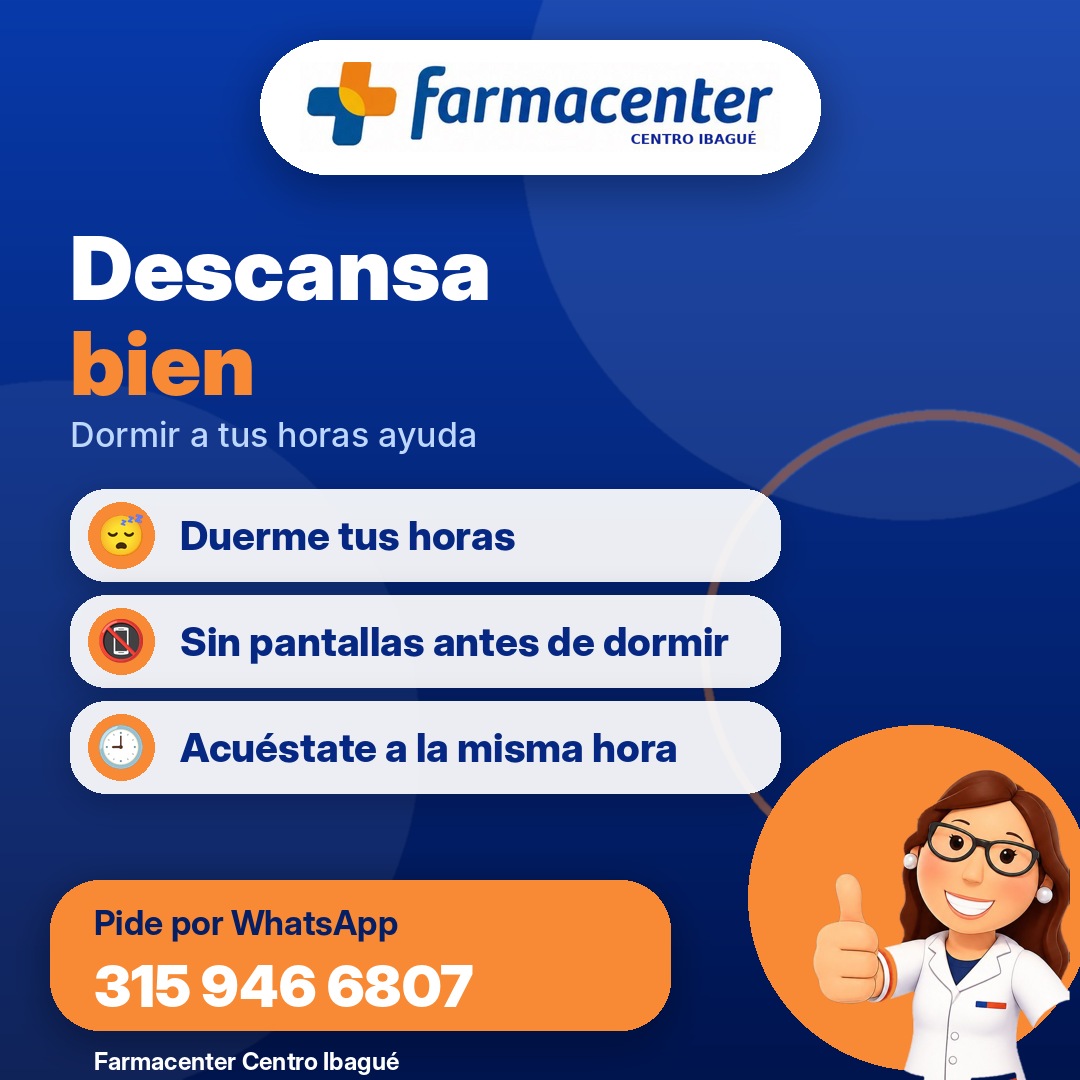 farmacenter
CENTRO IBAGUÉ
Descansa
bien
Dormir a tus horas ayuda
Duerme tus horas
Sin pantallas antes de dormir
Acuéstate a la misma hora
Pide por WhatsApp
315 946 6807
Farmacenter Centro Ibagué